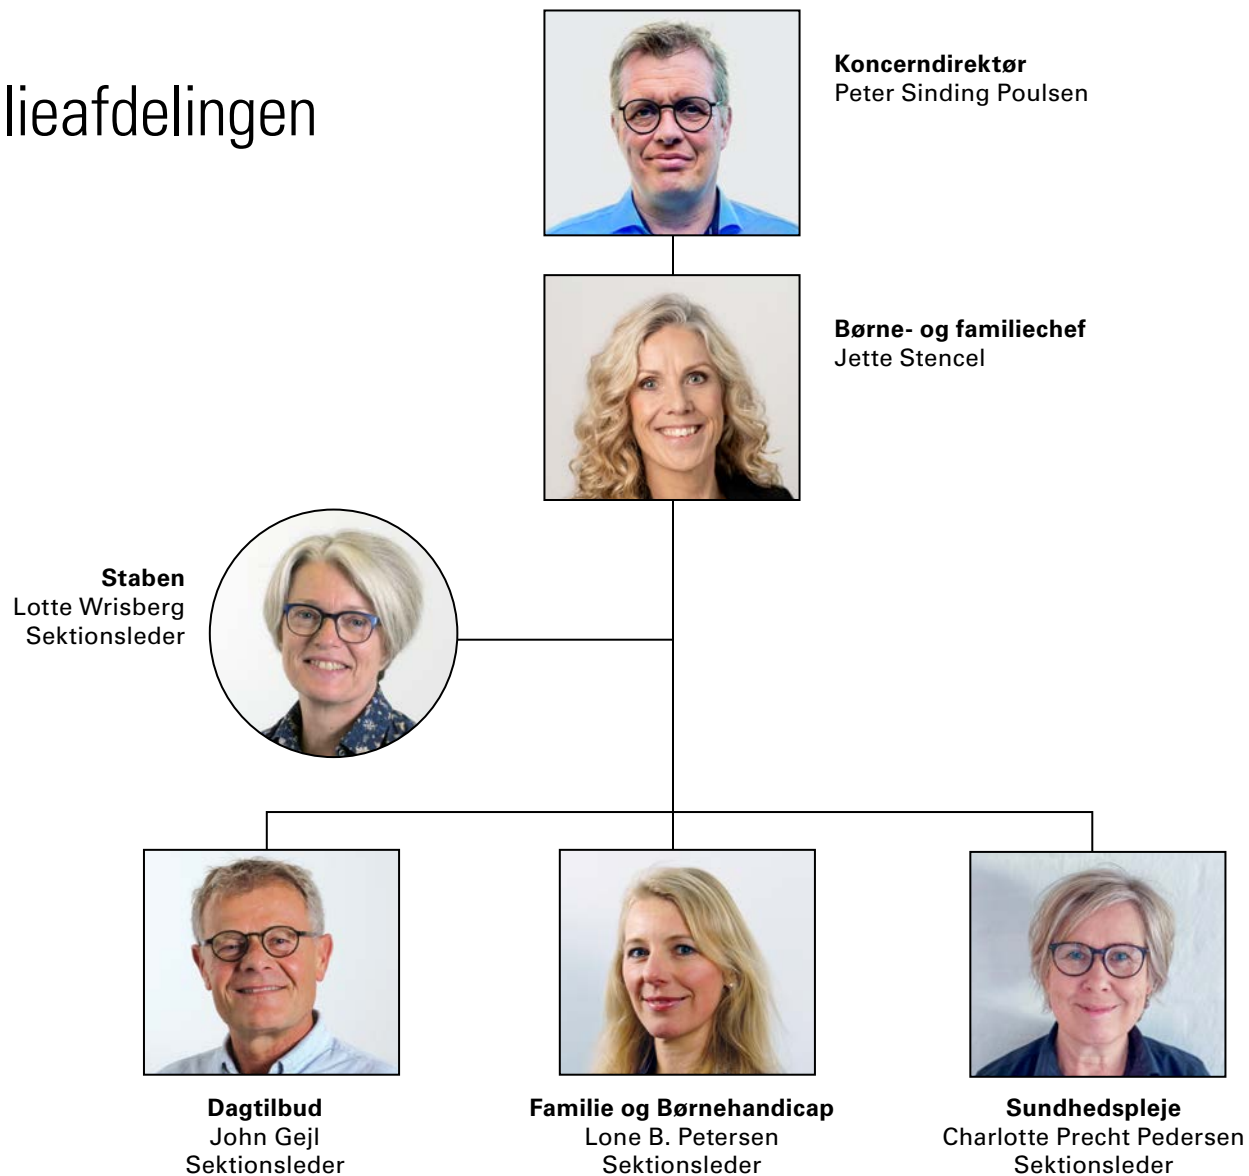 lieafdelingen
Koncerndirektør
Peter Sinding Poulsen
Børne- og familiechef
Jette Stencel
Staben
Lotte Wrisberg
Sektionsleder
Dagtilbud
John Gejl
Sektionsleder
Familie og Børnehandicap
Lone B. Petersen
Sektionsleder
Sundhedspleje
Charlotte Precht Pedersen
Sektionsleder